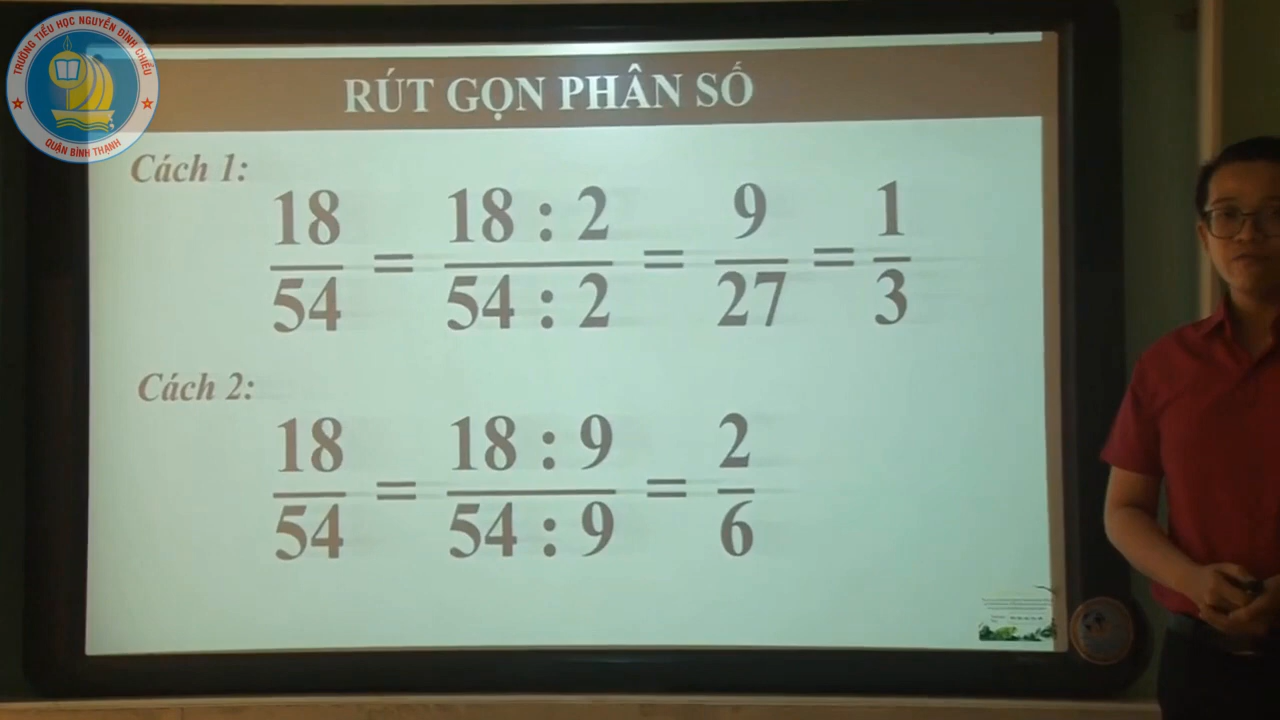 TRƯỜNG TIỂU HỌC NGUYỄN ĐÌNH CHIỂU
QUẬN BÌNH THẠNH
RÚT GỌN PHÂN SỐ
Cách 1:
18/54 = 18 : 2/54 : 2 = 9/27 = 1/3
Cách 2:
18/54 = 18 : 9/54 : 9 = 2/6